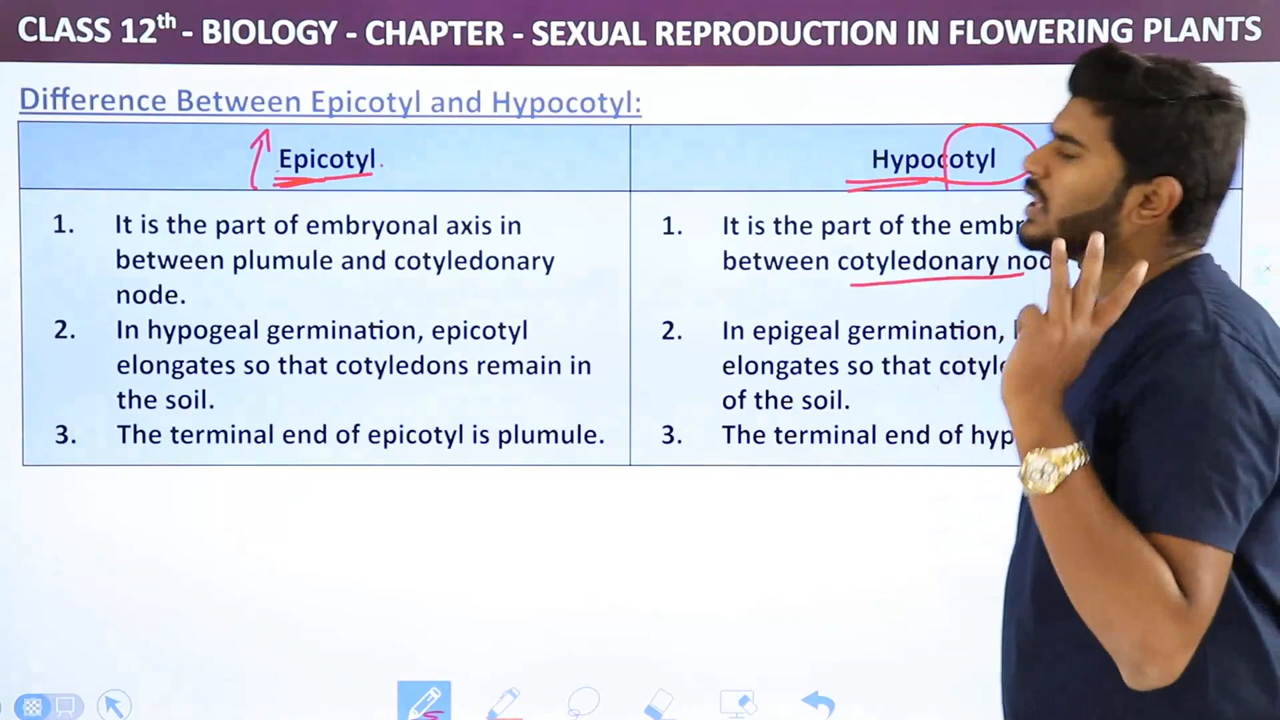 CLASS 12th - BIOLOGY - CHAPTER - SEXUAL REPRODUCTION IN FLOWERING PLANTS
Difference Between Epicotyl and Hypocotyl:
Epicotyl
1. It is the part of embryonal axis in
between plumule and cotyledonary
node.
2. In hypogeal germination, epicotyl
elongates so that cotyledons remain in
the soil.
3. The terminal end of epicotyl is plumule.
Hypocotyl
1. It is the part of the
between cotyledonary
2. In epigeal germination,
elongates so that
of the soil.
3. The terminal end of